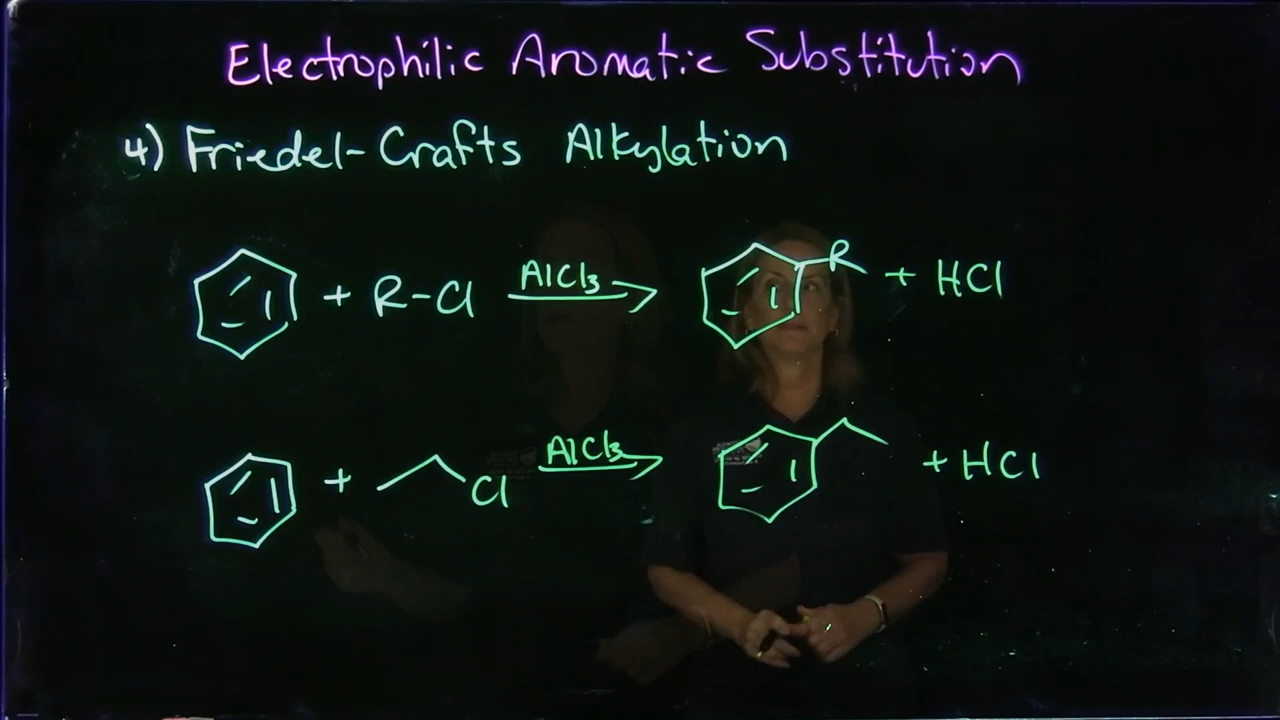 Electrophilic Aromatic Substitution
4) Friedel-Crafts Alkylation
+ R-Cl AlCl3 R + HCl
+ Cl AlCl3 + HCl